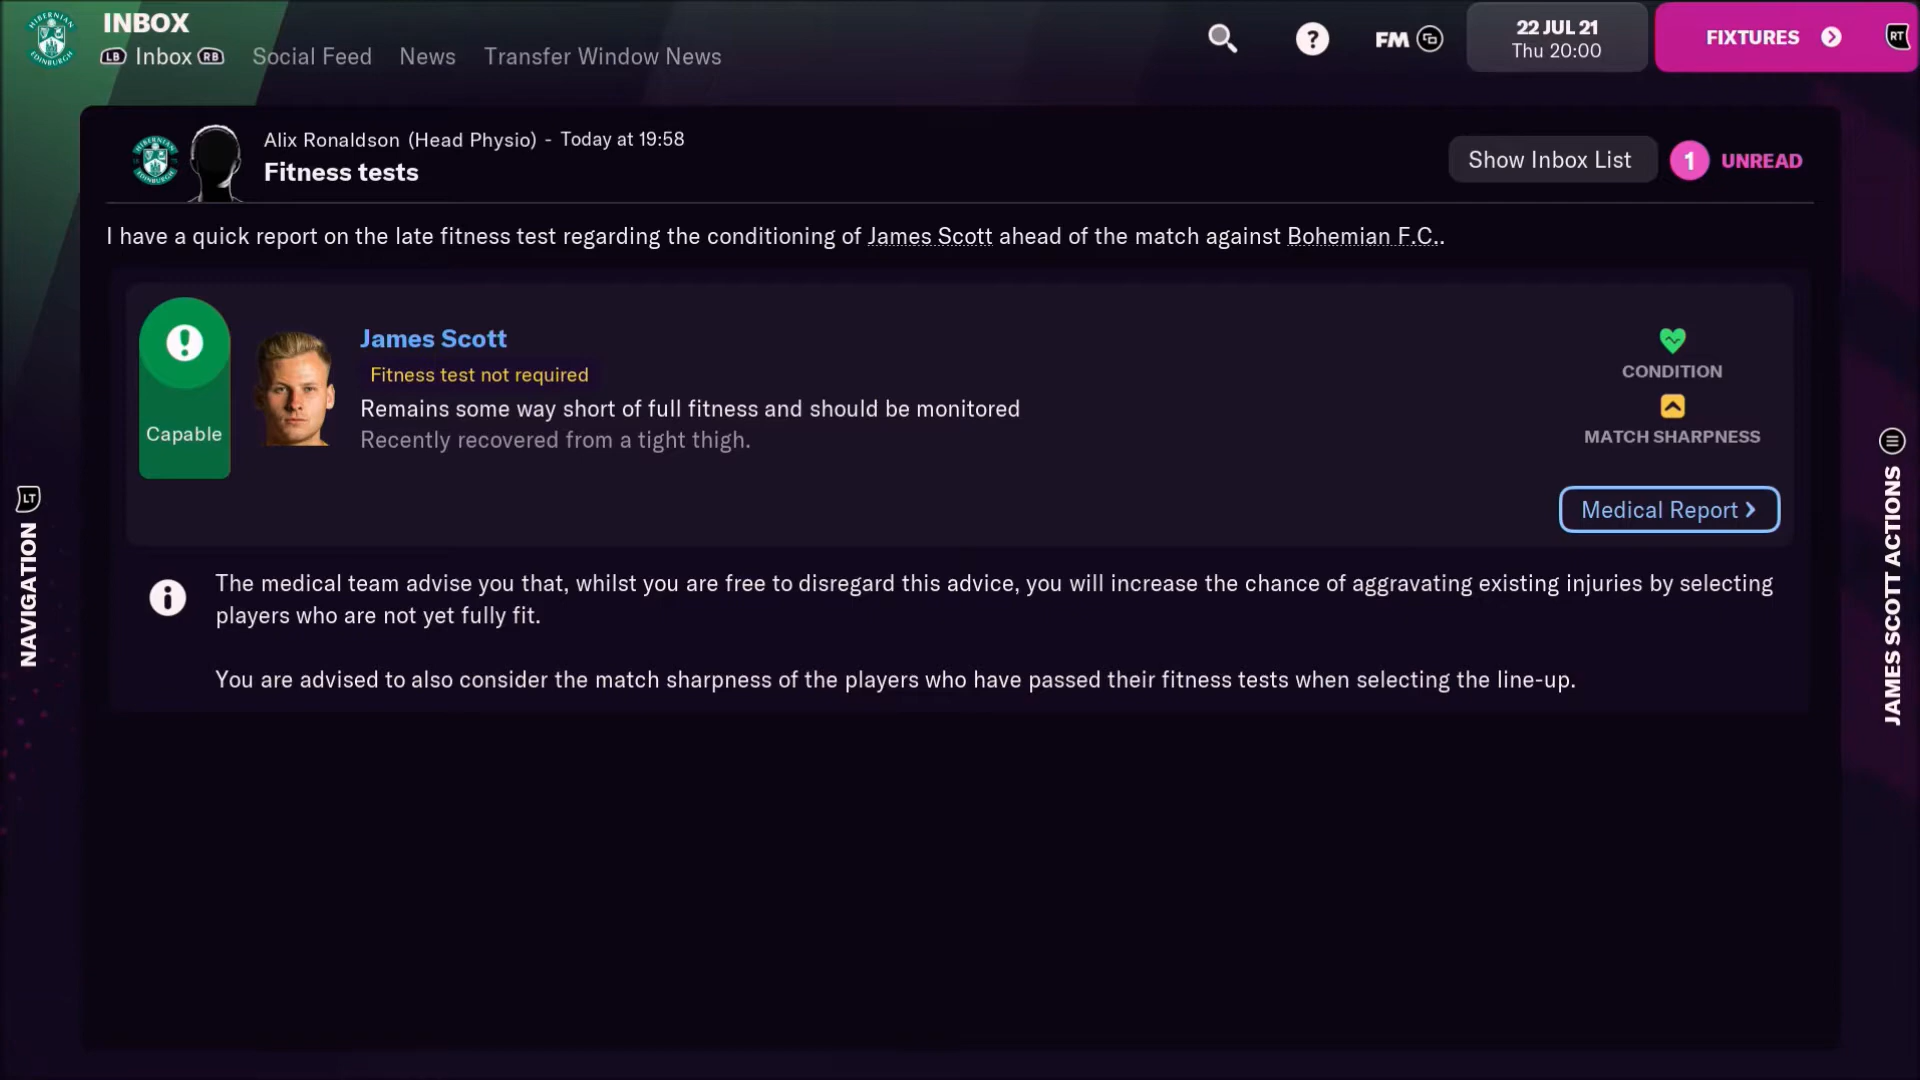 INBOX
LB Inbox RB Social Feed News Transfer Window News
FM
22 JUL 21
Thu 20:00
FIXTURES
RT
HIBERNIAN
EDINBURGH
Alix Ronaldson (Head Physio) - Today at 19:58
Fitness tests
Show Inbox List
1 UNREAD
I have a quick report on the late fitness test regarding the conditioning of James Scott ahead of the match against Bohemian F.C..
Capable
James Scott
Fitness test not required
Remains some way short of full fitness and should be monitored
Recently recovered from a tight thigh.
CONDITION
MATCH SHARPNESS
Medical Report
The medical team advise you that, whilst you are free to disregard this advice, you will increase the chance of aggravating existing injuries by selecting
players who are not yet fully fit.
You are advised to also consider the match sharpness of the players who have passed their fitness tests when selecting the line-up.
LT
NAVIGATION
JAMES SCOTT ACTIONS